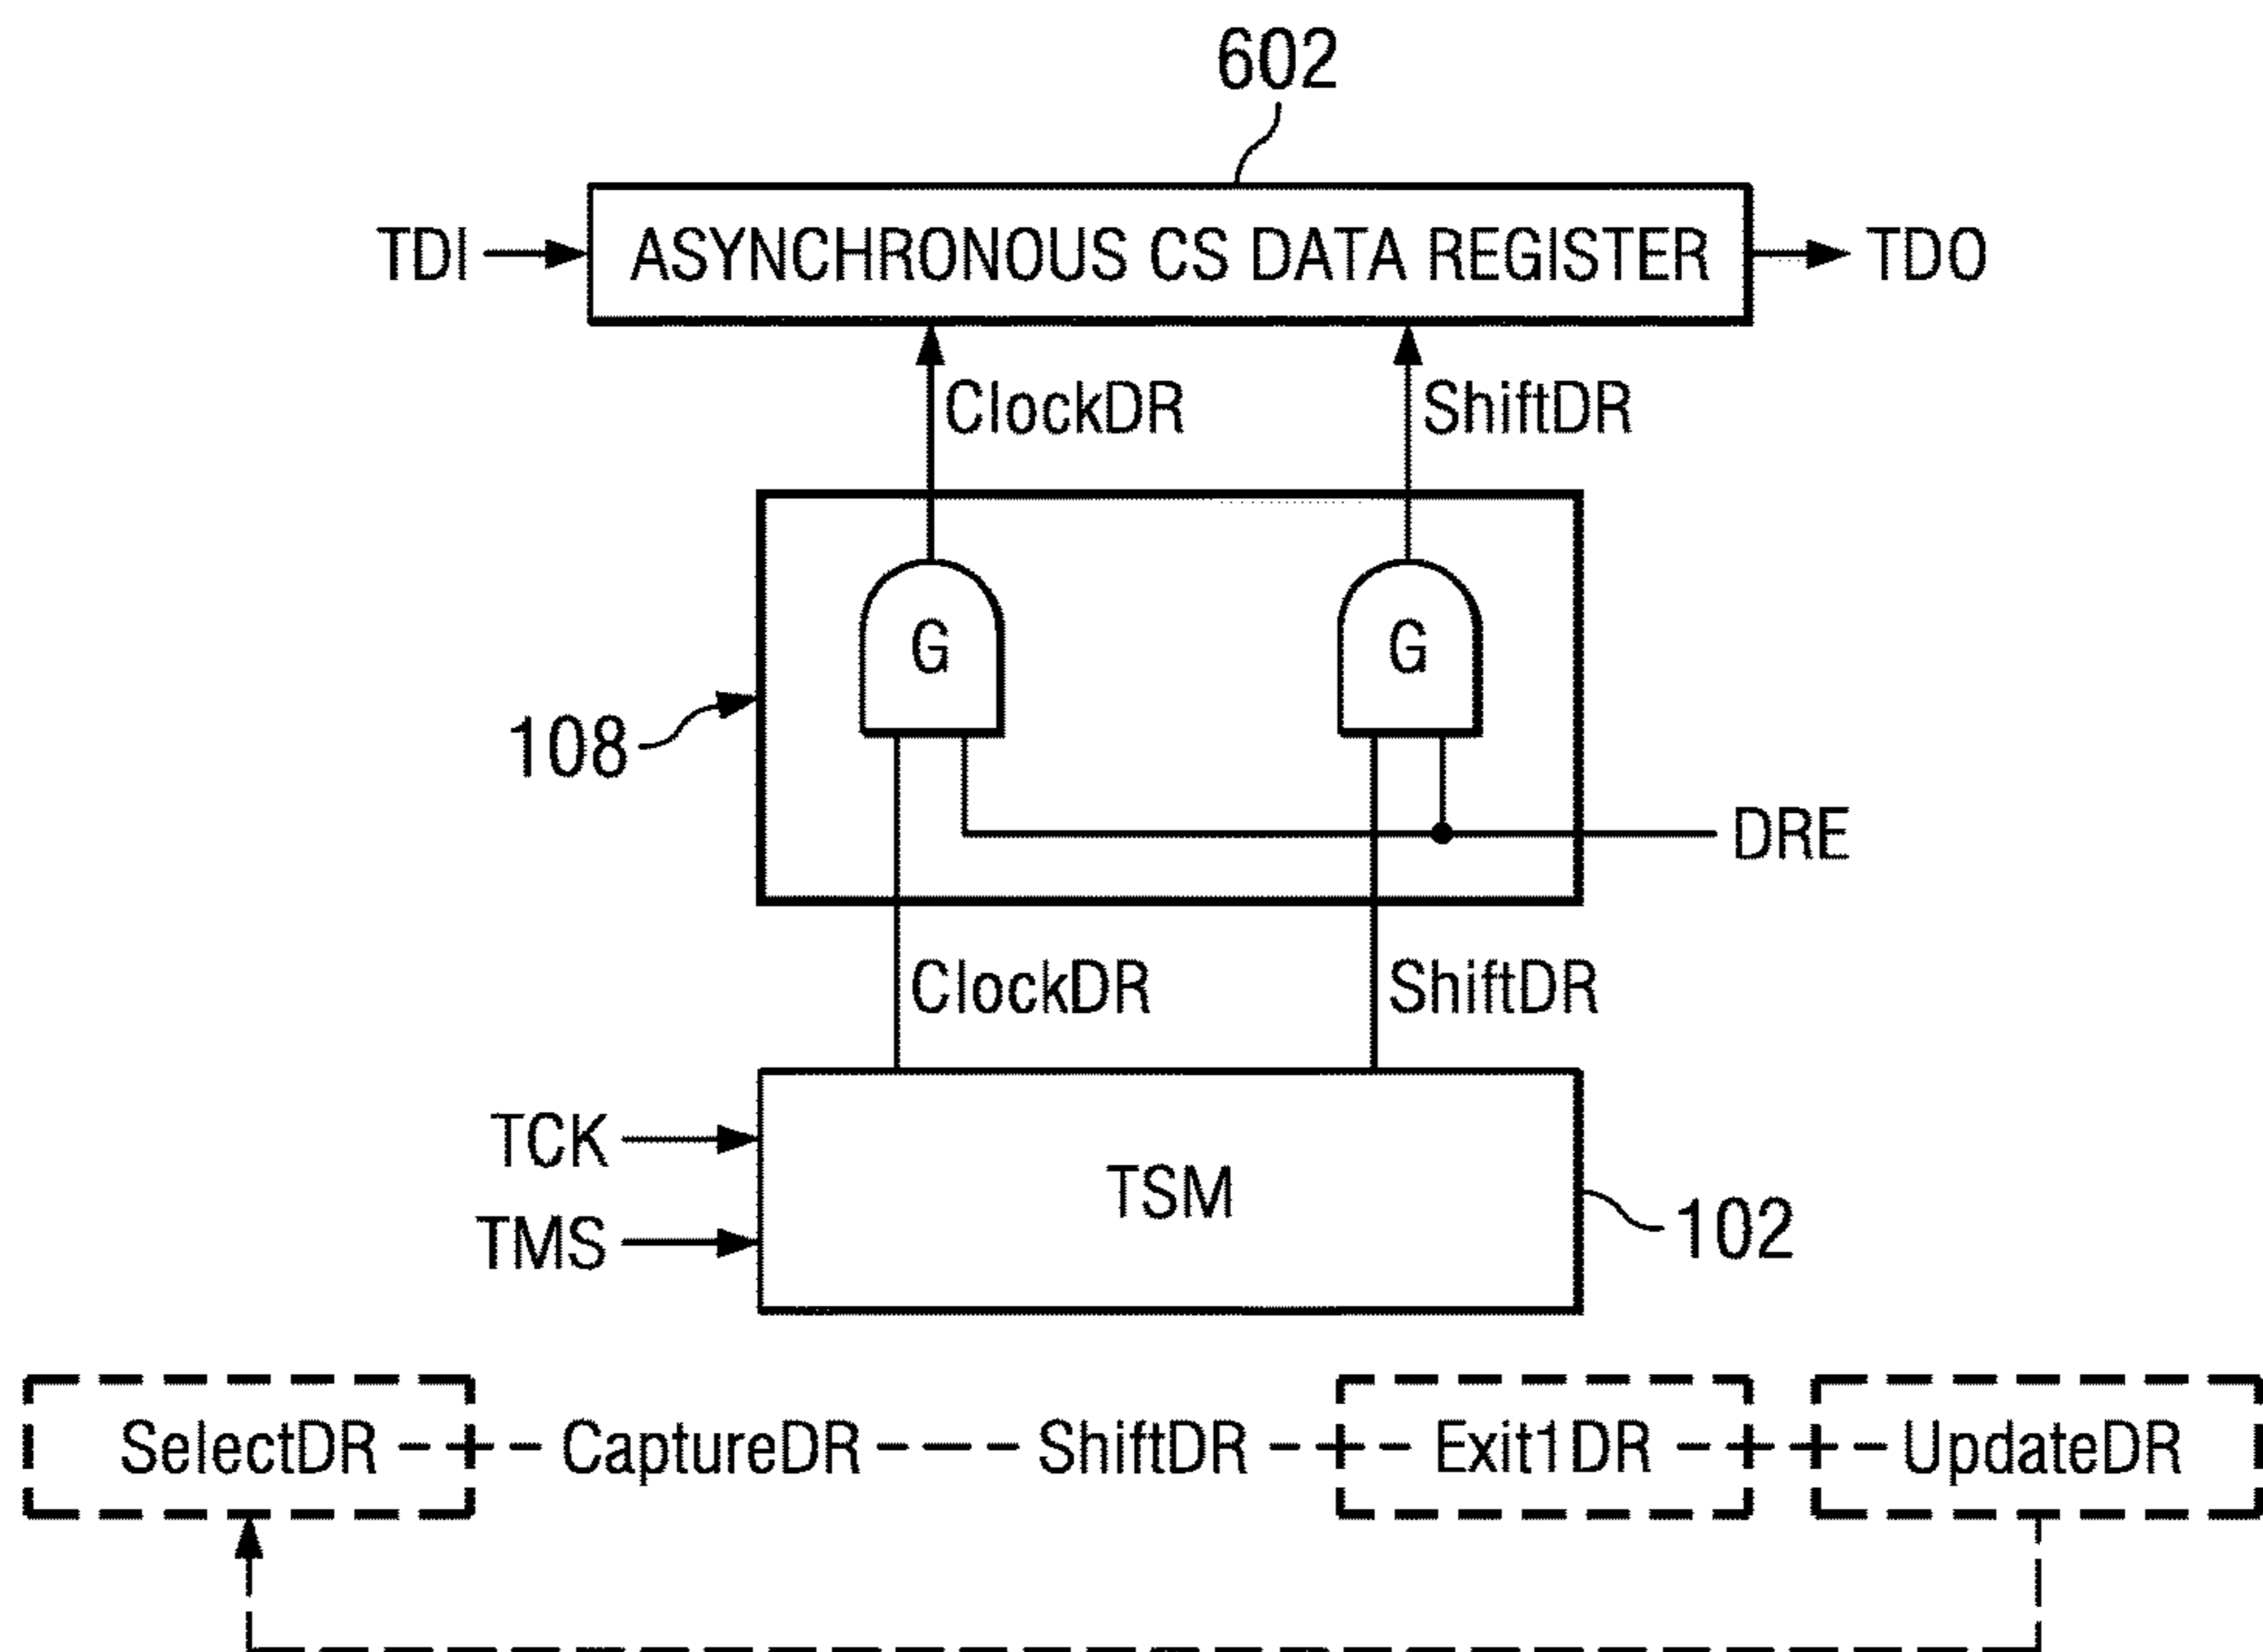 602
TDI ASYNCHRONOUS CS DATA REGISTER TDO
ClockDR ShiftDR
G G
108
DRE
ClockDR ShiftDR
TCK
TSM
TMS
102
SelectDR CaptureDR ShiftDR Exit1DR UpdateDR